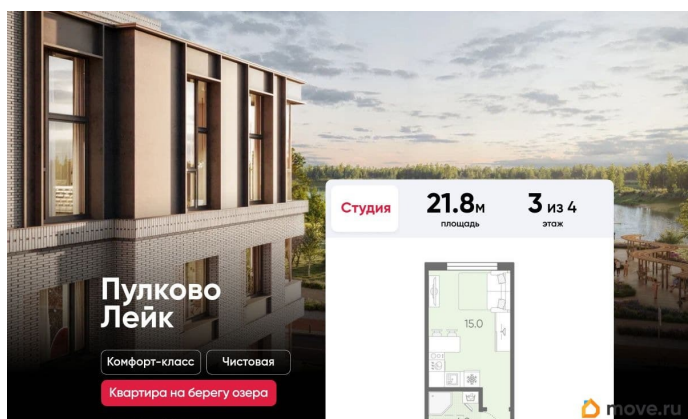 Студия
21.8м
площадь
3 из 4
этаж
Пулково
Лейк
15.0
Комфорт-класс
Чистовая
Квартира на берегу озера
move.ru